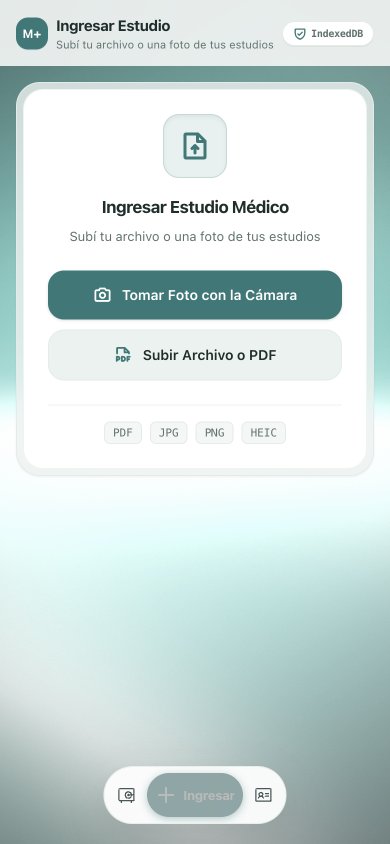 M+
Ingresar Estudio
Subí tu archivo o una foto de tus estudios
IndexedDB
Ingresar Estudio Médico
Subí tu archivo o una foto de tus estudios
Tomar Foto con la Cámara
PDF Subir Archivo o PDF
PDF JPG PNG HEIC
Ingresar